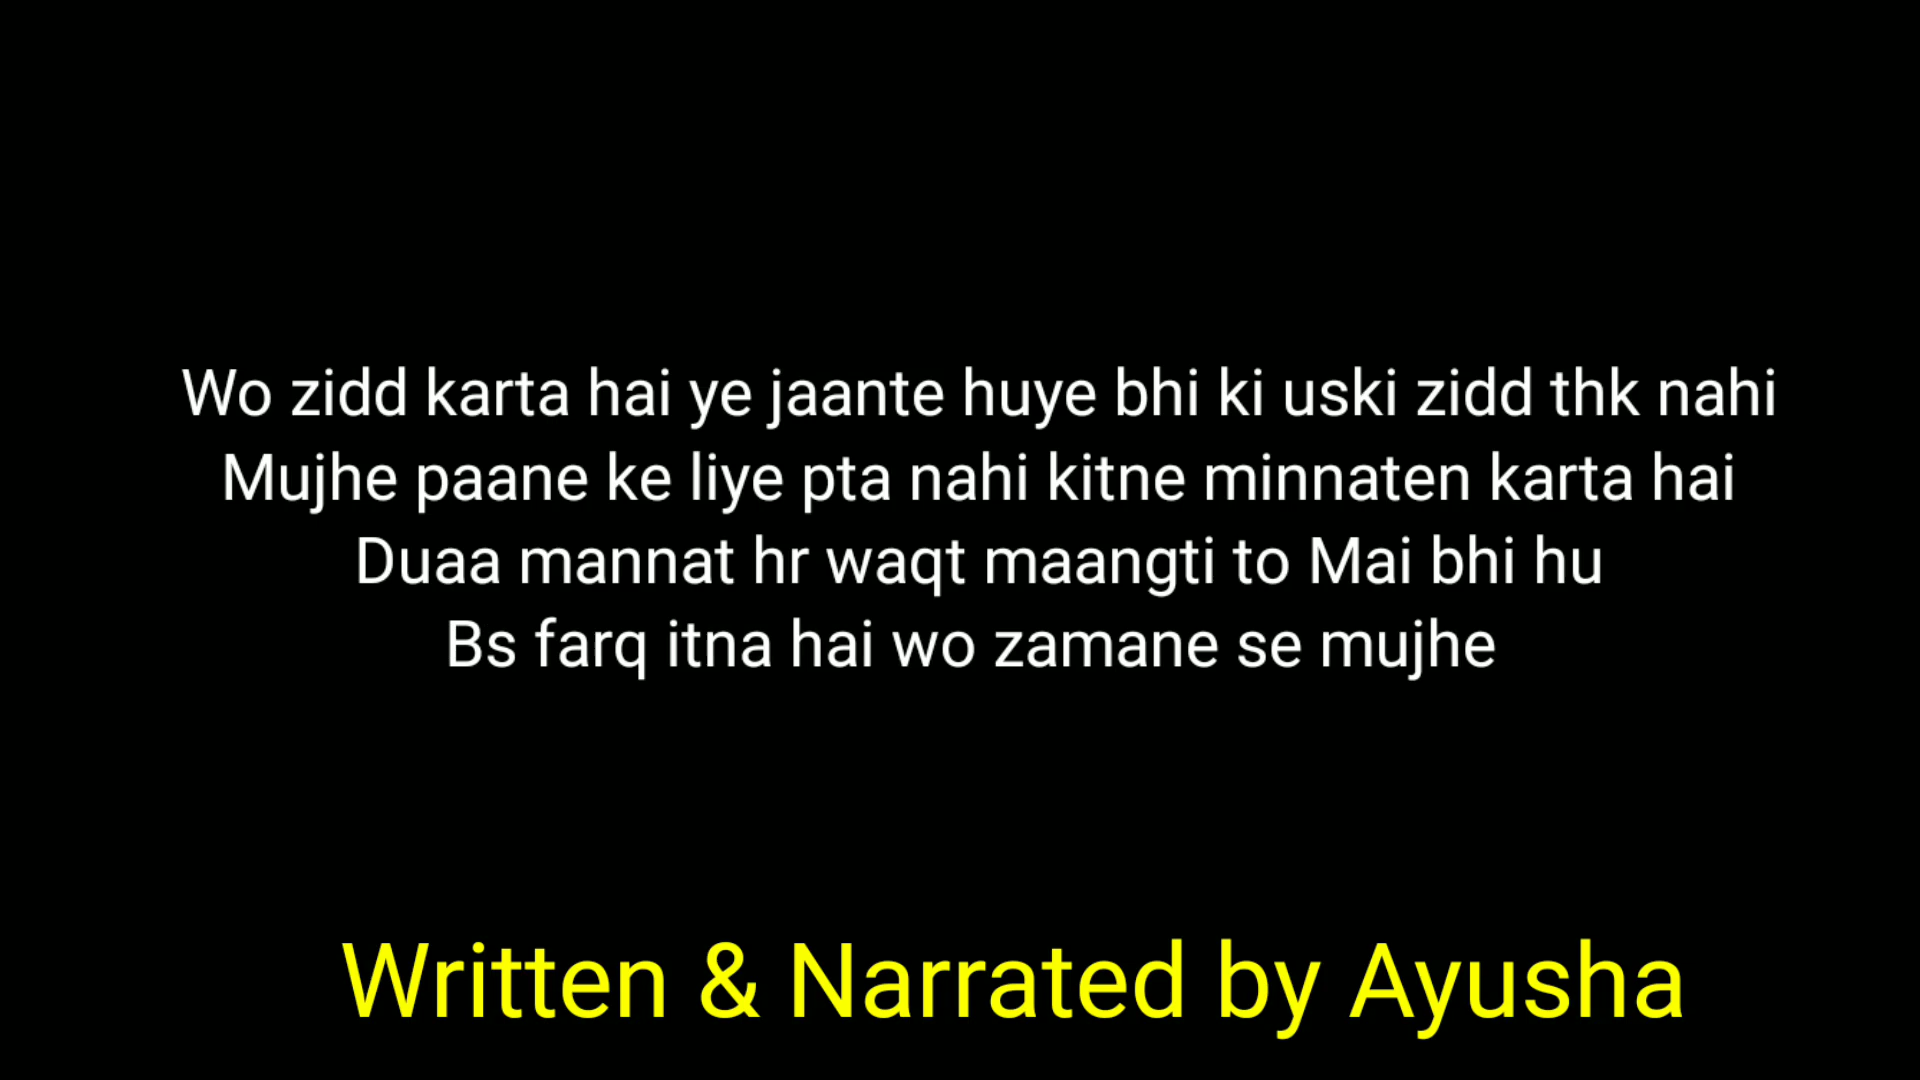 Wo zidd karta hai ye jaante huye bhi ki uski zidd thk nahi
Mujhe paane ke liye pta nahi kitne minnaten karta hai
Duaa mannat hr waqt maangti to Mai bhi hu
Bs farq itna hai wo zamane se mujhe
Written & Narrated by Ayusha